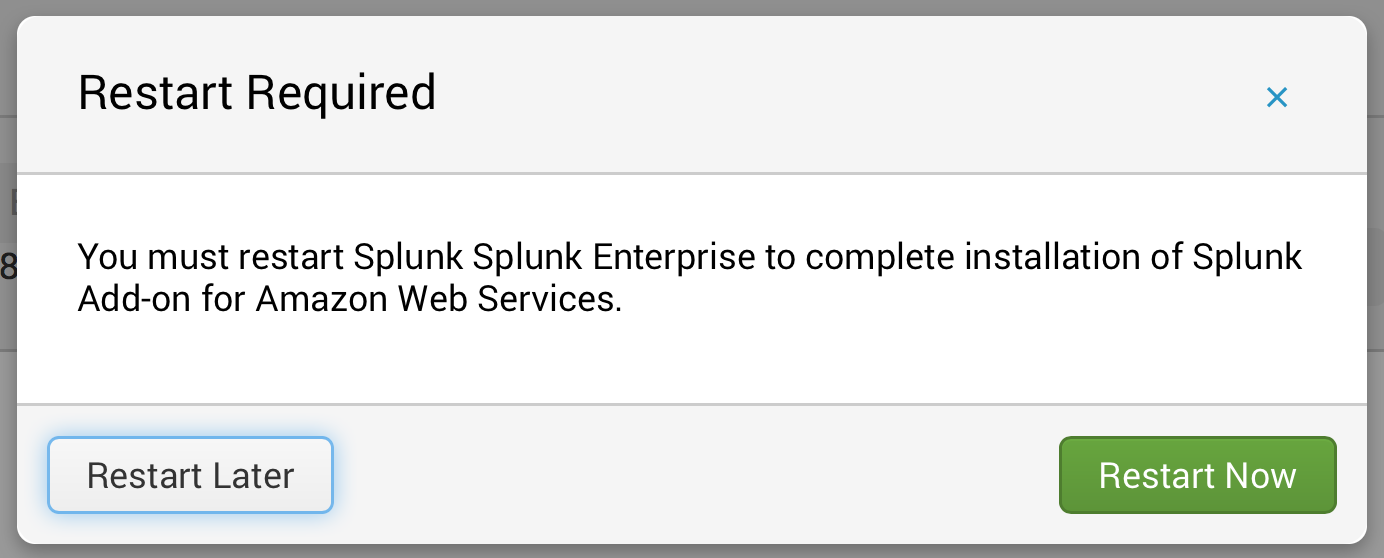 Restart Required
×
You must restart Splunk Splunk Enterprise to complete installation of Splunk
Add-on for Amazon Web Services.
8
Restart Later
Restart Now